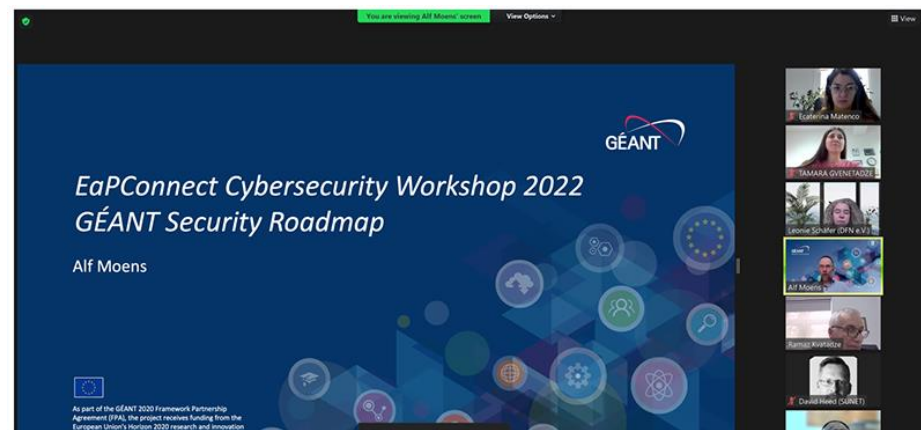 You are viewing Alf Moens' screen
View Options
View
GÉANT
EaPConnect Cybersecurity Workshop 2022
GÉANT Security Roadmap
Alf Moens
As part of the GÉANT 2020 Framework Partnership
Agreement (FPA), the project receives funding from the
European Union's Horizon 2020 research and innovation
Ecaterina Matenco
TAMARA GVENETADZE
Leonie Schäfer (DFN e.V.)
Alf Moens
Ramaz Kvatadze
David Heed (SUNET)